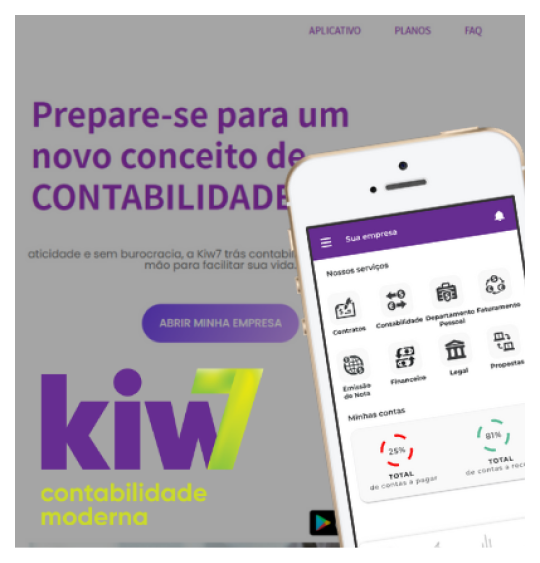 APLICATIVO PLANOS FAQ
Prepare-se para um
novo conceito de
CONTABILIDADE
aticidade e sem burocracia, a Kiw7 trás contabi
mão para facilitar sua vida.
ABRIR MINHA EMPRESA
kiw7
contabilidade
moderna
Sua empresa
Nossos serviços
Contratos Contabilidade Departamento Pessoal Faturamento
Emissão de Nota Financeiro Legal Propostas
Minhas contas
25% 81%
TOTAL TOTAL
de contas a pagar de contas a rece